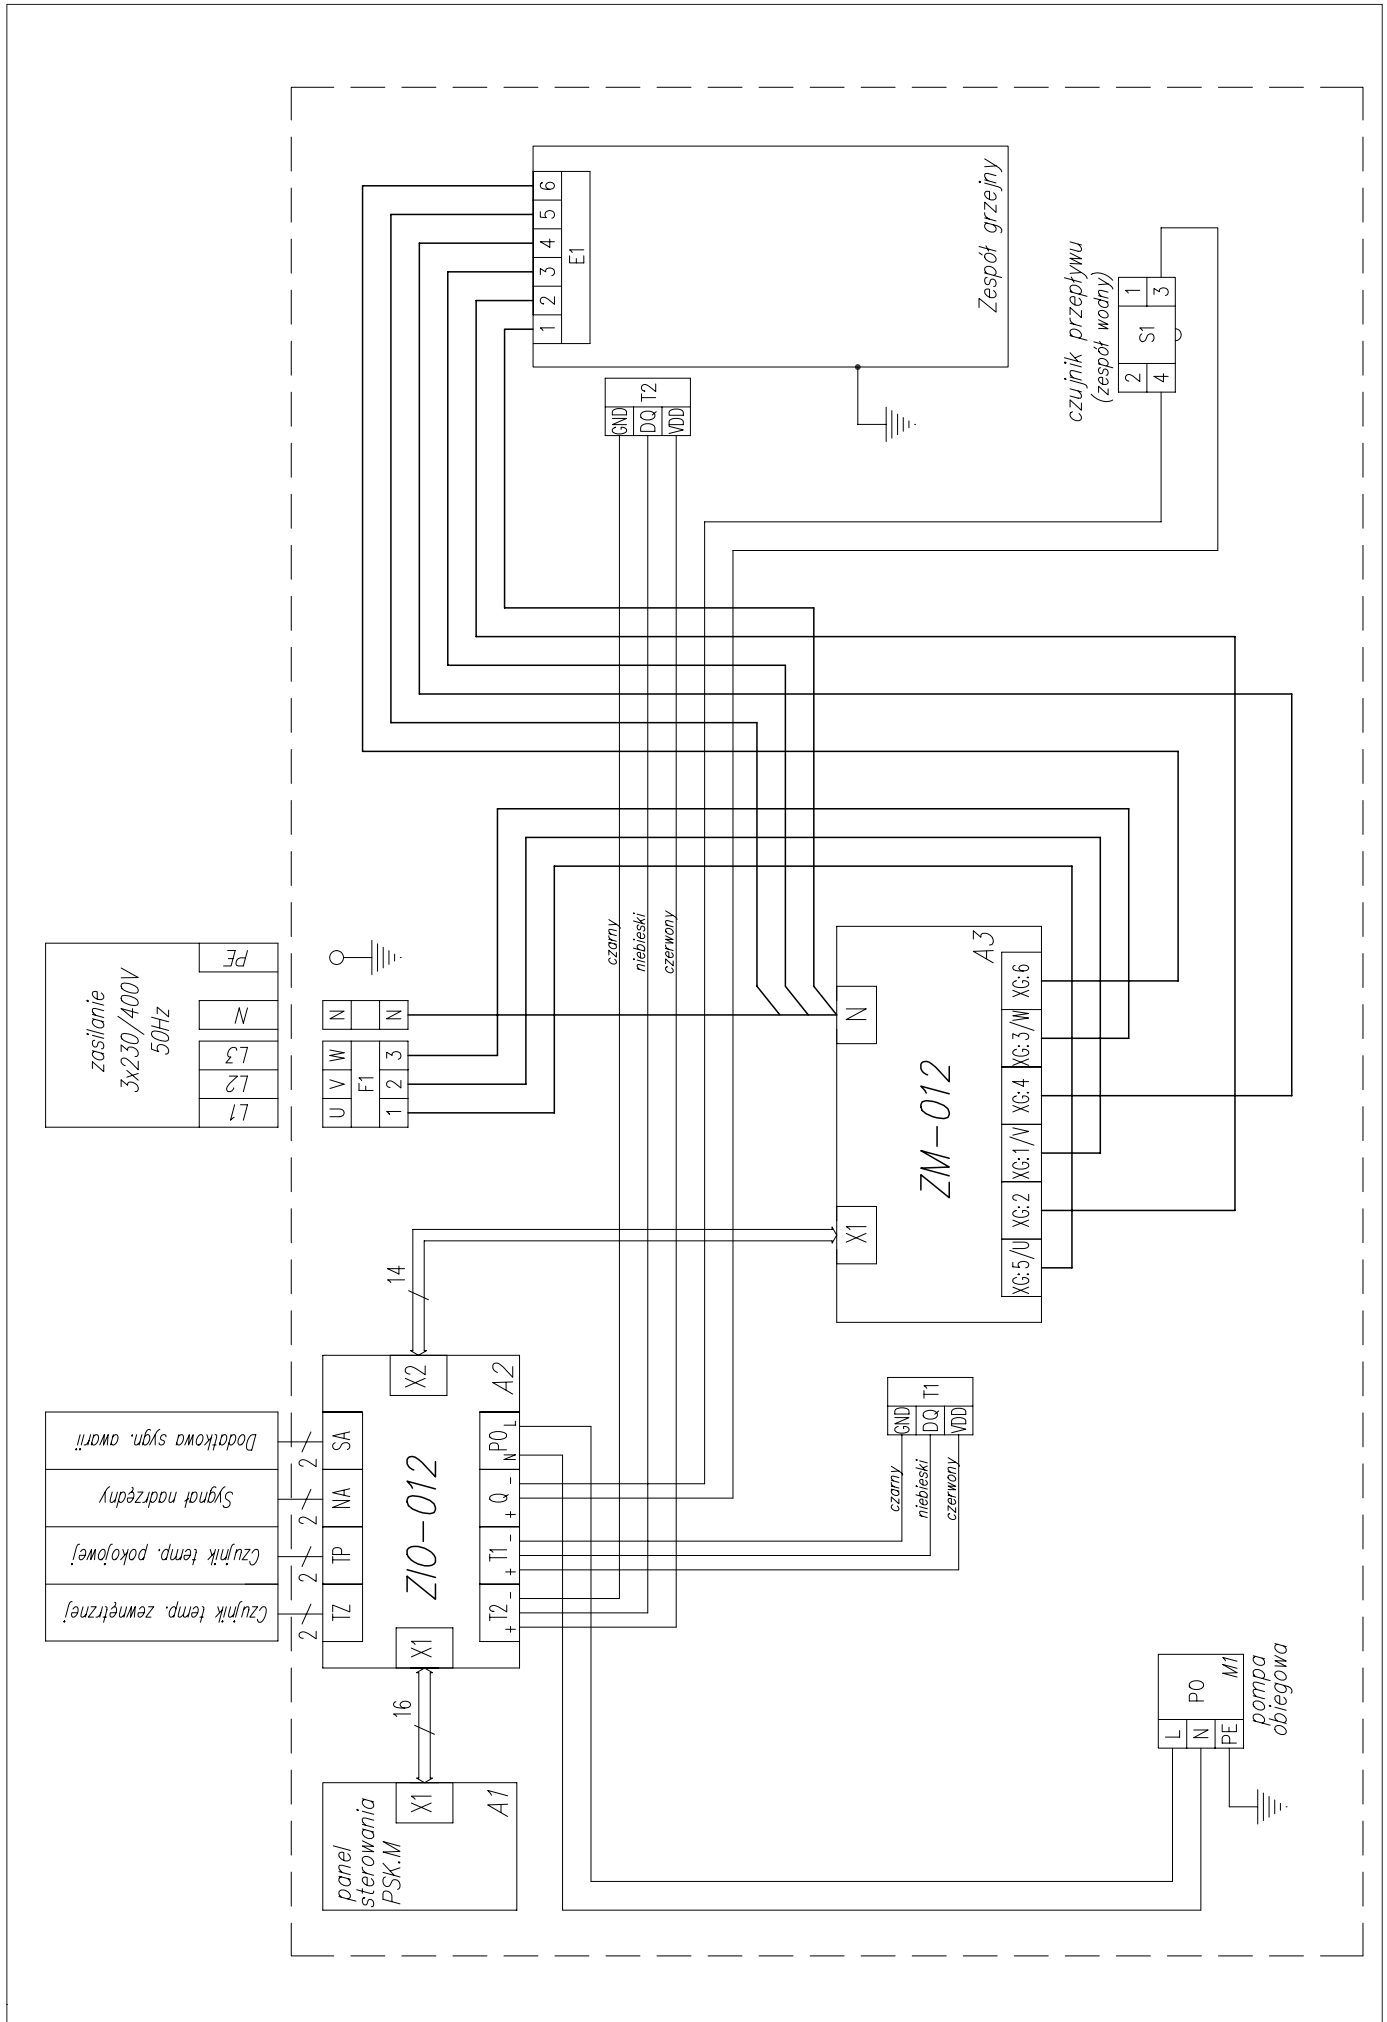 Czujnik temp. zewnętrznej
Czujnik temp. pokojowej
Sygnał nadrzędny
Dodatkowa sygn. awarii
2
2
2
2
TZ
TP
NA
SA
X1
ZIO-012
X2
A2
+ T2 -
+ T1 -
+ Q -
N PO L
panel
sterowania
PSK.M
X1
A1
16
14
zasilanie
3x230/400V
50Hz
L1
L2
L3
N
PE
U
V
W
N
F1
1
2
3
N
X1
N
ZM-012
A3
XG:5/U
XG:2
XG:1/V
XG:4
XG:3/W
XG:6
czarny
niebieski
czerwony
GND
DQ
VDD
T2
czarny
niebieski
czerwony
GND
DQ
VDD
T1
1
2
3
4
5
6
E1
Zespół grzejny
czujnik przepływu
(zespół wodny)
2
4
S1
1
3
L
N
PE
PO
M1
pompa
obiegowa